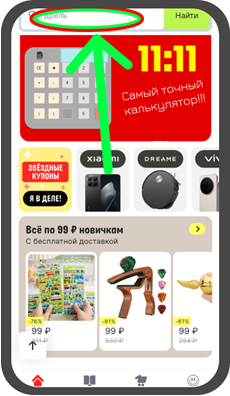 дрель
Найти
11:11
Самый точный
калькулятор!!!
ЗВЁЗДНЫЕ
КУПОНЫ
Я В ДЕЛЕ!
xiaomi
DREAME
viv
Всё по 99 ₽ новичкам
С бесплатной доставкой
-76%
-81%
-61%
99 ₽
99 ₽
99 ₽
411 ₽
530 ₽
254 ₽